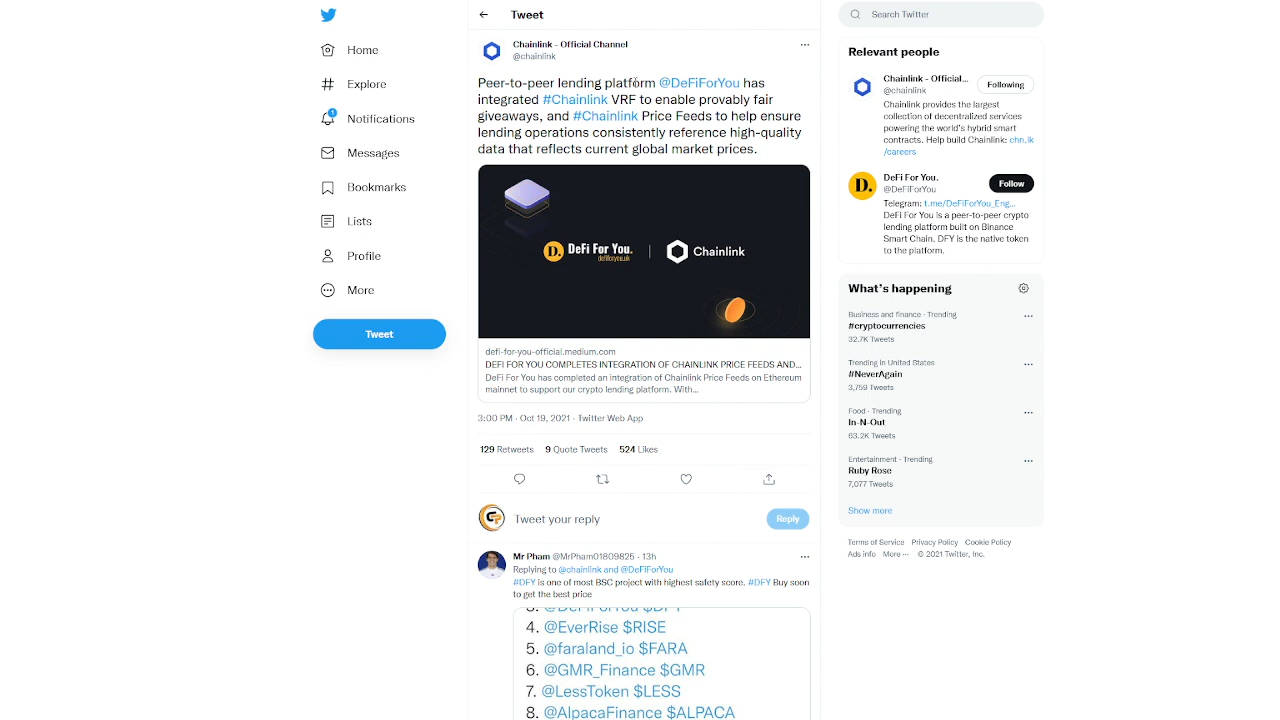 Home
Explore
1
Notifications
Messages
Bookmarks
Lists
Profile
More
Tweet
Tweet
Chainlink - Official Channel
@chainlink
Peer-to-peer lending platform @DeFiForYou has
integrated #Chainlink VRF to enable provably fair
giveaways, and #Chainlink Price Feeds to help ensure
lending operations consistently reference high-quality
data that reflects current global market prices.
D. DeFi For You.
defiforyou.uk
Chainlink
defi-for-you-official.medium.com
DEFI FOR YOU COMPLETES INTEGRATION OF CHAINLINK PRICE FEEDS AND...
DeFi For You has completed an integration of Chainlink Price Feeds on Ethereum
mainnet to support our crypto lending platform. With...
3:00 PM · Oct 19, 2021 · Twitter Web App
129 Retweets 9 Quote Tweets 524 Likes
Tweet your reply
Reply
Mr Pham @MrPham01809825 · 13h
Replying to @chainlink and @DeFiForYou
#DFY is one of most BSC project with highest safety score. #DFY Buy soon
to get the best price
3. @DeFiForYou $DFY
4. @EverRise $RISE
5. @faraland_io $FARA
6. @GMR_Finance $GMR
7. @LessToken $LESS
8. @AlpacaFinance $ALPACA
Search Twitter
Relevant people
Chainlink - Official...
@chainlink
Following
Chainlink provides the largest
collection of decentralized services
powering the world's hybrid smart
contracts. Help build Chainlink: chn.lk
/careers
D.
DeFi For You.
@DeFiForYou
Follow
Telegram: t.me/DeFiForYou_Eng...
DeFi For You is a peer-to-peer crypto
lending platform built on Binance
Smart Chain. DFY is the native token
to the platform.
What's happening
Business and finance · Trending
#cryptocurrencies
32.7K Tweets
Trending in United States
#NeverAgain
3,759 Tweets
Food · Trending
In-N-Out
63.2K Tweets
Entertainment · Trending
Ruby Rose
7,077 Tweets
Show more
Terms of Service Privacy Policy Cookie Policy
Ads info More ··· © 2021 Twitter, Inc.